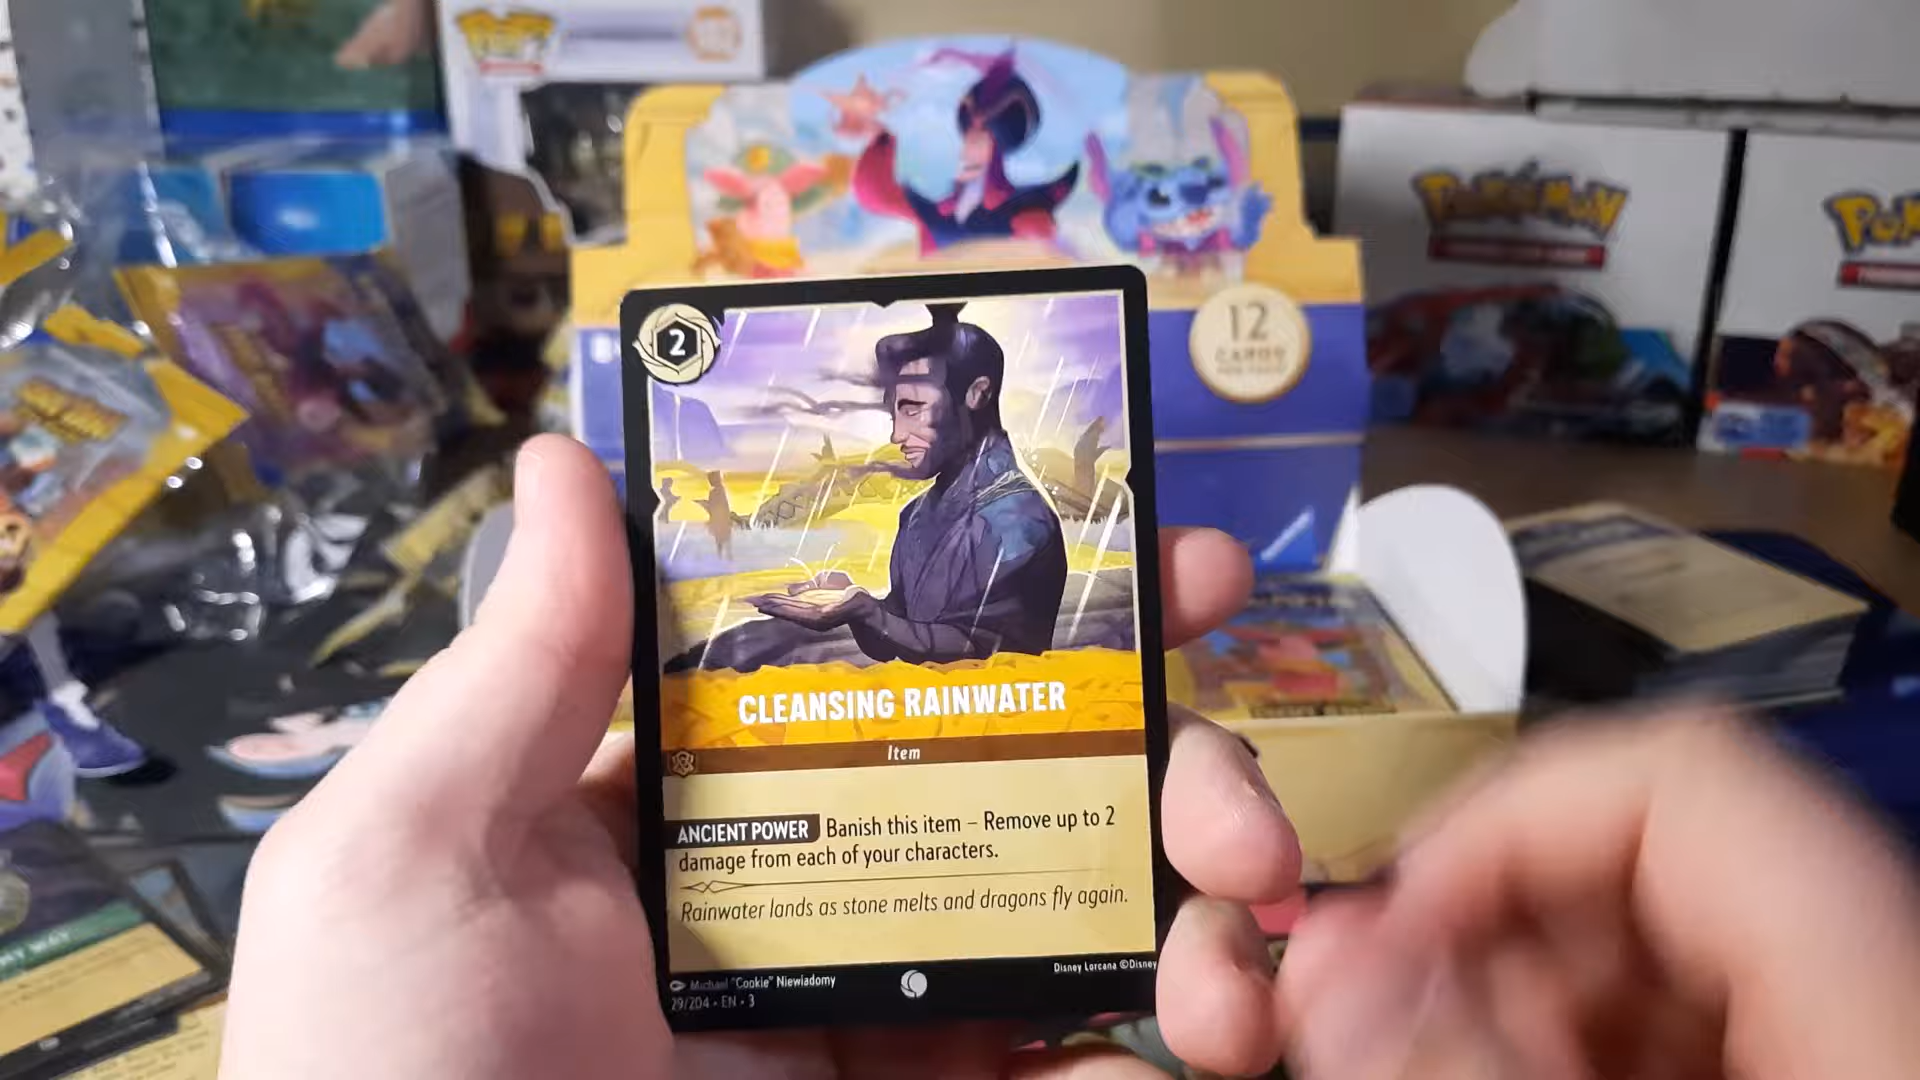 Pokémon
12
CARDS
2
CLEANSING RAINWATER
Item
ANCIENT POWER Banish this item – Remove up to 2
damage from each of your characters.
Rainwater lands as stone melts and dragons fly again.
Michael "Cookie" Niewiadomy
Disney Lorcana ©Disney
29/204 • EN • 3